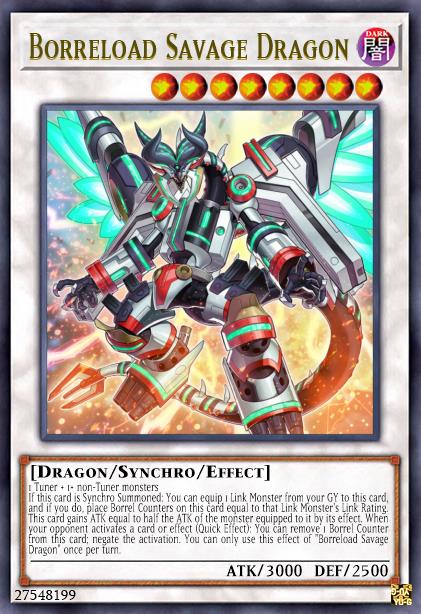 BORRELOAD SAVAGE DRAGON
DARK
闇
[DRAGON/SYNCHRO/EFFECT]
1 Tuner + 1+ non-Tuner monsters
If this card is Synchro Summoned: You can equip 1 Link Monster from your GY to this card,
and if you do, place Borrel Counters on this card equal to that Link Monster's Link Rating.
This card gains ATK equal to half the ATK of the monster equipped to it by its effect. When
your opponent activates a card or effect (Quick Effect): You can remove 1 Borrel Counter
from this card; negate the activation. You can only use this effect of "Borreload Savage
Dragon" once per turn.
ATK/3000 DEF/2500
27548199